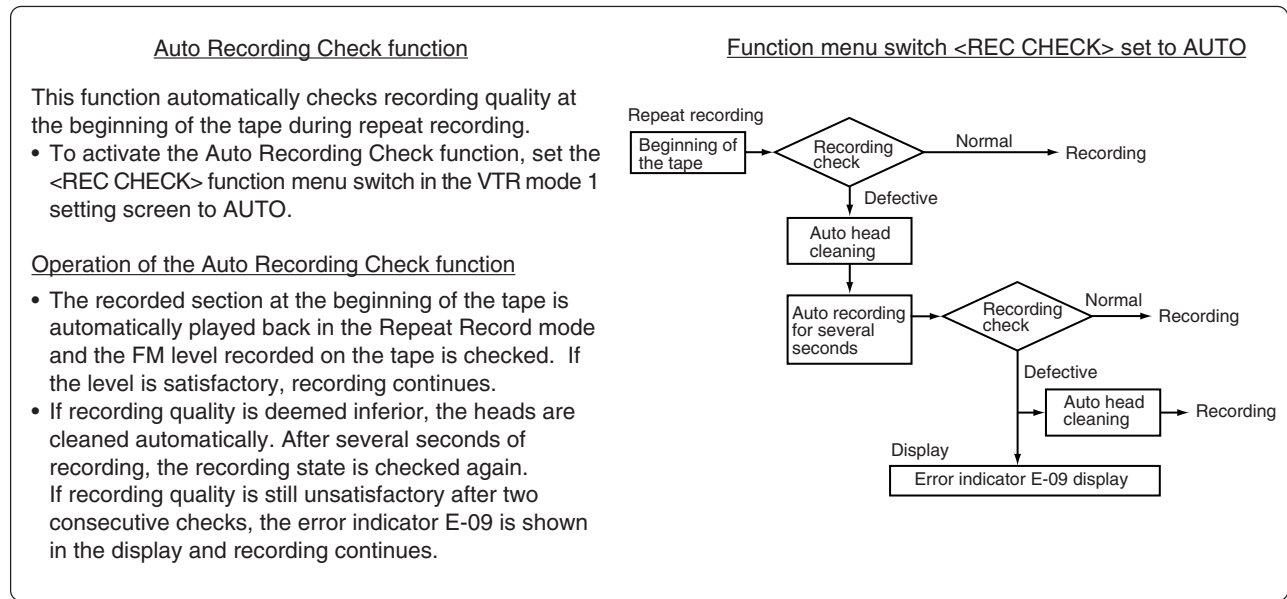 Auto Recording Check function
This function automatically checks recording quality at
the beginning of the tape during repeat recording.
• To activate the Auto Recording Check function, set the
<REC CHECK> function menu switch in the VTR mode 1
setting screen to AUTO.
Operation of the Auto Recording Check function
• The recorded section at the beginning of the tape is
automatically played back in the Repeat Record mode
and the FM level recorded on the tape is checked. If
the level is satisfactory, recording continues.
• If recording quality is deemed inferior, the heads are
cleaned automatically. After several seconds of
recording, the recording state is checked again.
If recording quality is still unsatisfactory after two
consecutive checks, the error indicator E-09 is shown
in the display and recording continues.
Function menu switch <REC CHECK> set to AUTO
Repeat recording
Beginning of
the tape
Recording
check
Normal
Recording
Defective
Auto head
cleaning
Auto recording
for several
seconds
Recording
check
Normal
Recording
Defective
Auto head
cleaning
Recording
Display
Error indicator E-09 display